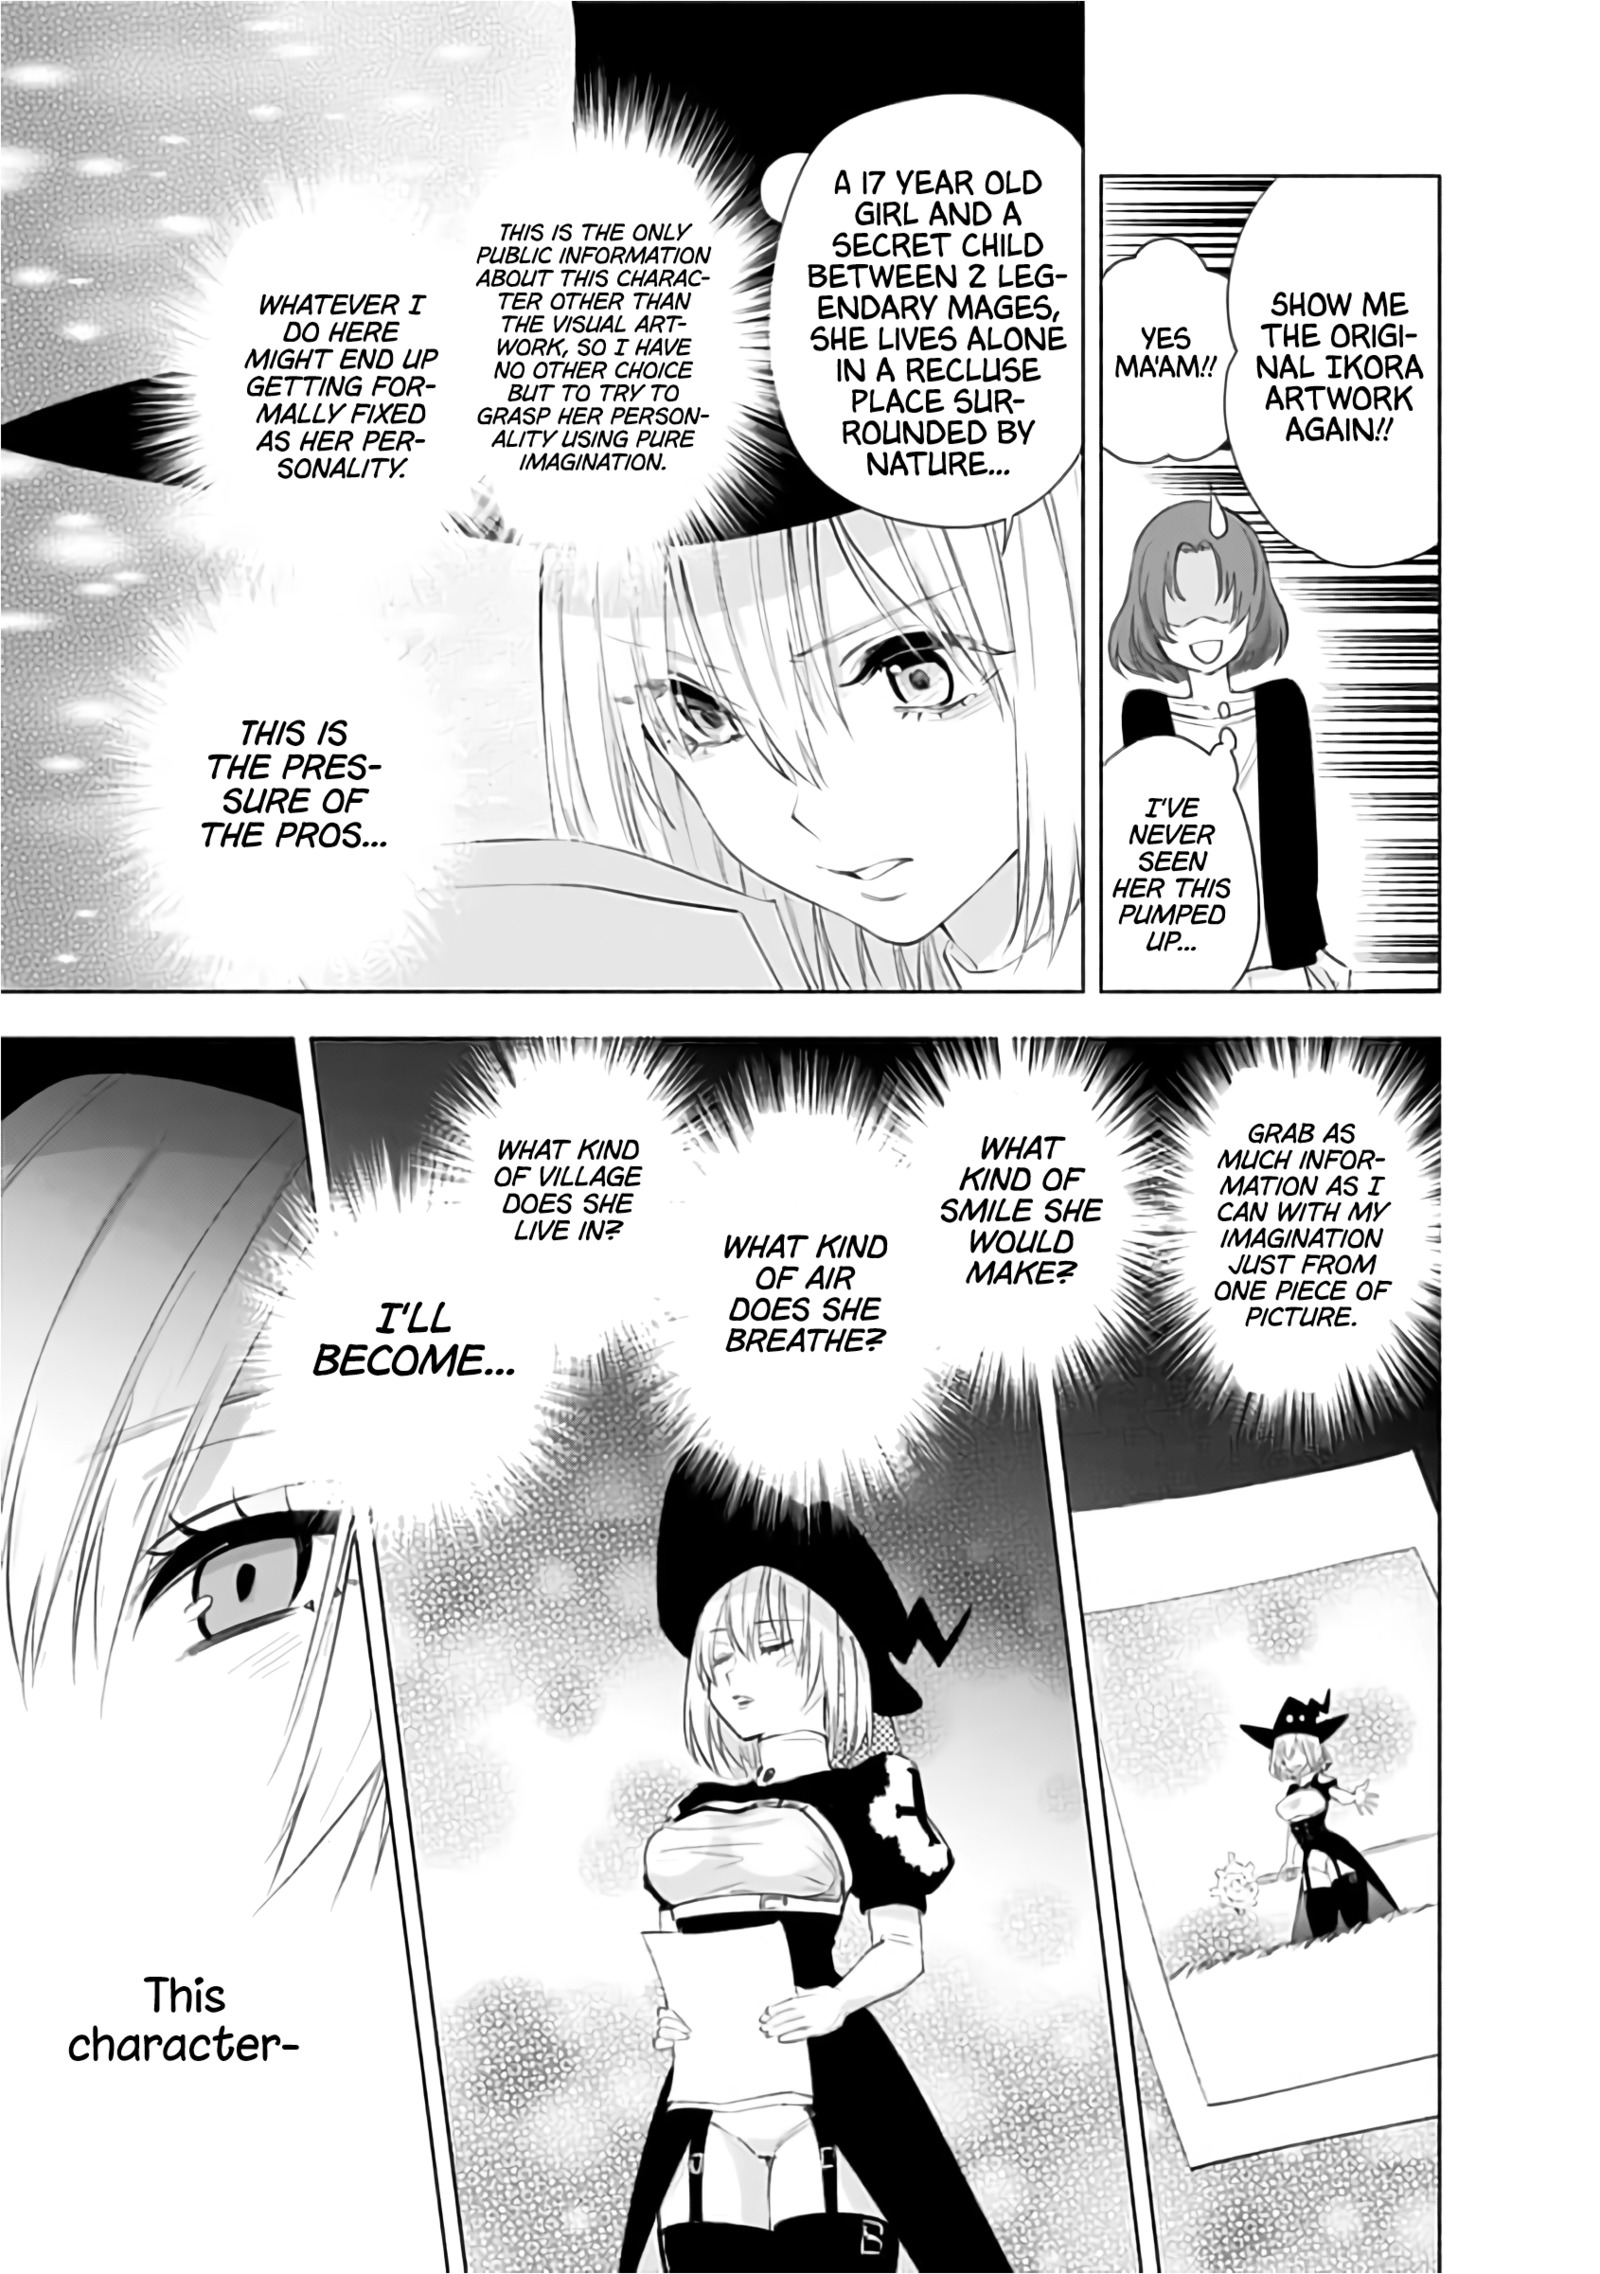 SHOW ME
THE ORIGI-
NAL IKORA
ARTWORK
AGAIN!!
YES
MA'AM!!
I'VE
NEVER
SEEN
HER THIS
PUMPED
UP...
A 17 YEAR OLD
GIRL AND A
SECRET CHILD
BETWEEN 2 LEG-
ENDARY MAGES,
SHE LIVES ALONE
IN A RECLUSE
PLACE SUR-
ROUNDED BY
NATURE...
THIS IS THE ONLY
PUBLIC INFORMATION
ABOUT THIS CHARAC-
TER OTHER THAN
THE VISUAL ART-
WORK, SO I HAVE
NO OTHER CHOICE
BUT TO TRY TO
GRASP HER PERSON-
ALITY USING PURE
IMAGINATION.
WHATEVER I
DO HERE
MIGHT END UP
GETTING FOR-
MALLY FIXED
AS HER PER-
SONALITY.
THIS IS
THE PRES-
SURE OF
THE PROS...
GRAB AS
MUCH INFOR-
MATION AS I
CAN WITH MY
IMAGINATION
JUST FROM
ONE PIECE OF
PICTURE.
WHAT
KIND OF
SMILE SHE
WOULD
MAKE?
WHAT KIND
OF AIR
DOES SHE
BREATHE?
WHAT KIND
OF VILLAGE
DOES SHE
LIVE IN?
I'LL
BECOME...
This
character-
B